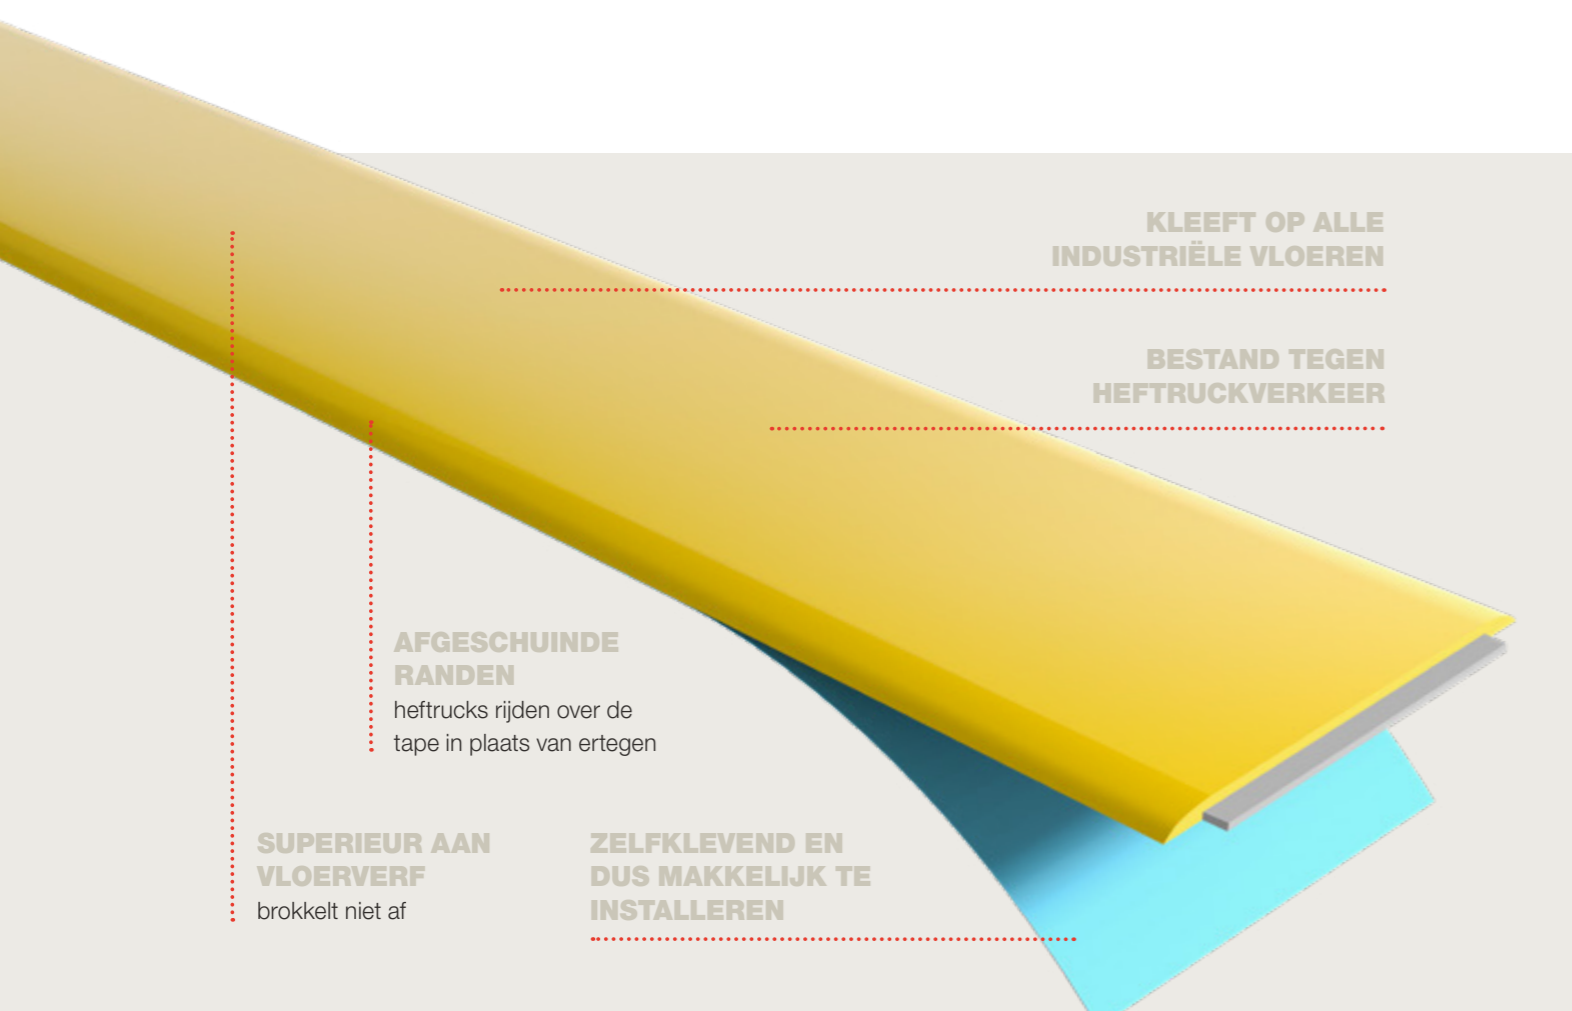 KLEEFT OP ALLE
INDUSTRIËLE VLOEREN
BESTAND TEGEN
HEFTRUCKVERKEER
AFGESCHUINDE
RANDEN
heftrucks rijden over de
tape in plaats van ertegen
SUPERIEUR AAN
VLOERVERF
brokkelt niet af
ZELFKLEVEND EN
DUS MAKKELIJK TE
INSTALLEREN